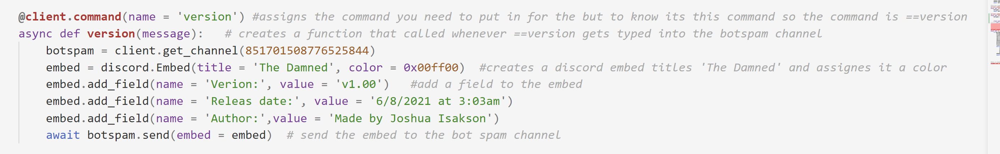 @client.command(name = 'version') #assigns the command you need to put in for the but to know its this command so the command is ==version
async def version(message):   # creates a function that called whenever ==version gets typed into the botspam channel
    botspam = client.get_channel(851701508776525844)
    embed = discord.Embed(title = 'The Damned', color = 0x00ff00)  #creates a discord embed titles 'The Damned' and assignes it a color
    embed.add_field(name = 'Verion:', value = 'v1.00')   #add a field to the embed
    embed.add_field(name = 'Releas date:', value = '6/8/2021 at 3:03am')
    embed.add_field(name = 'Author:',value = 'Made by Joshua Isakson')
    await botspam.send(embed = embed)  # send the embed to the bot spam channel